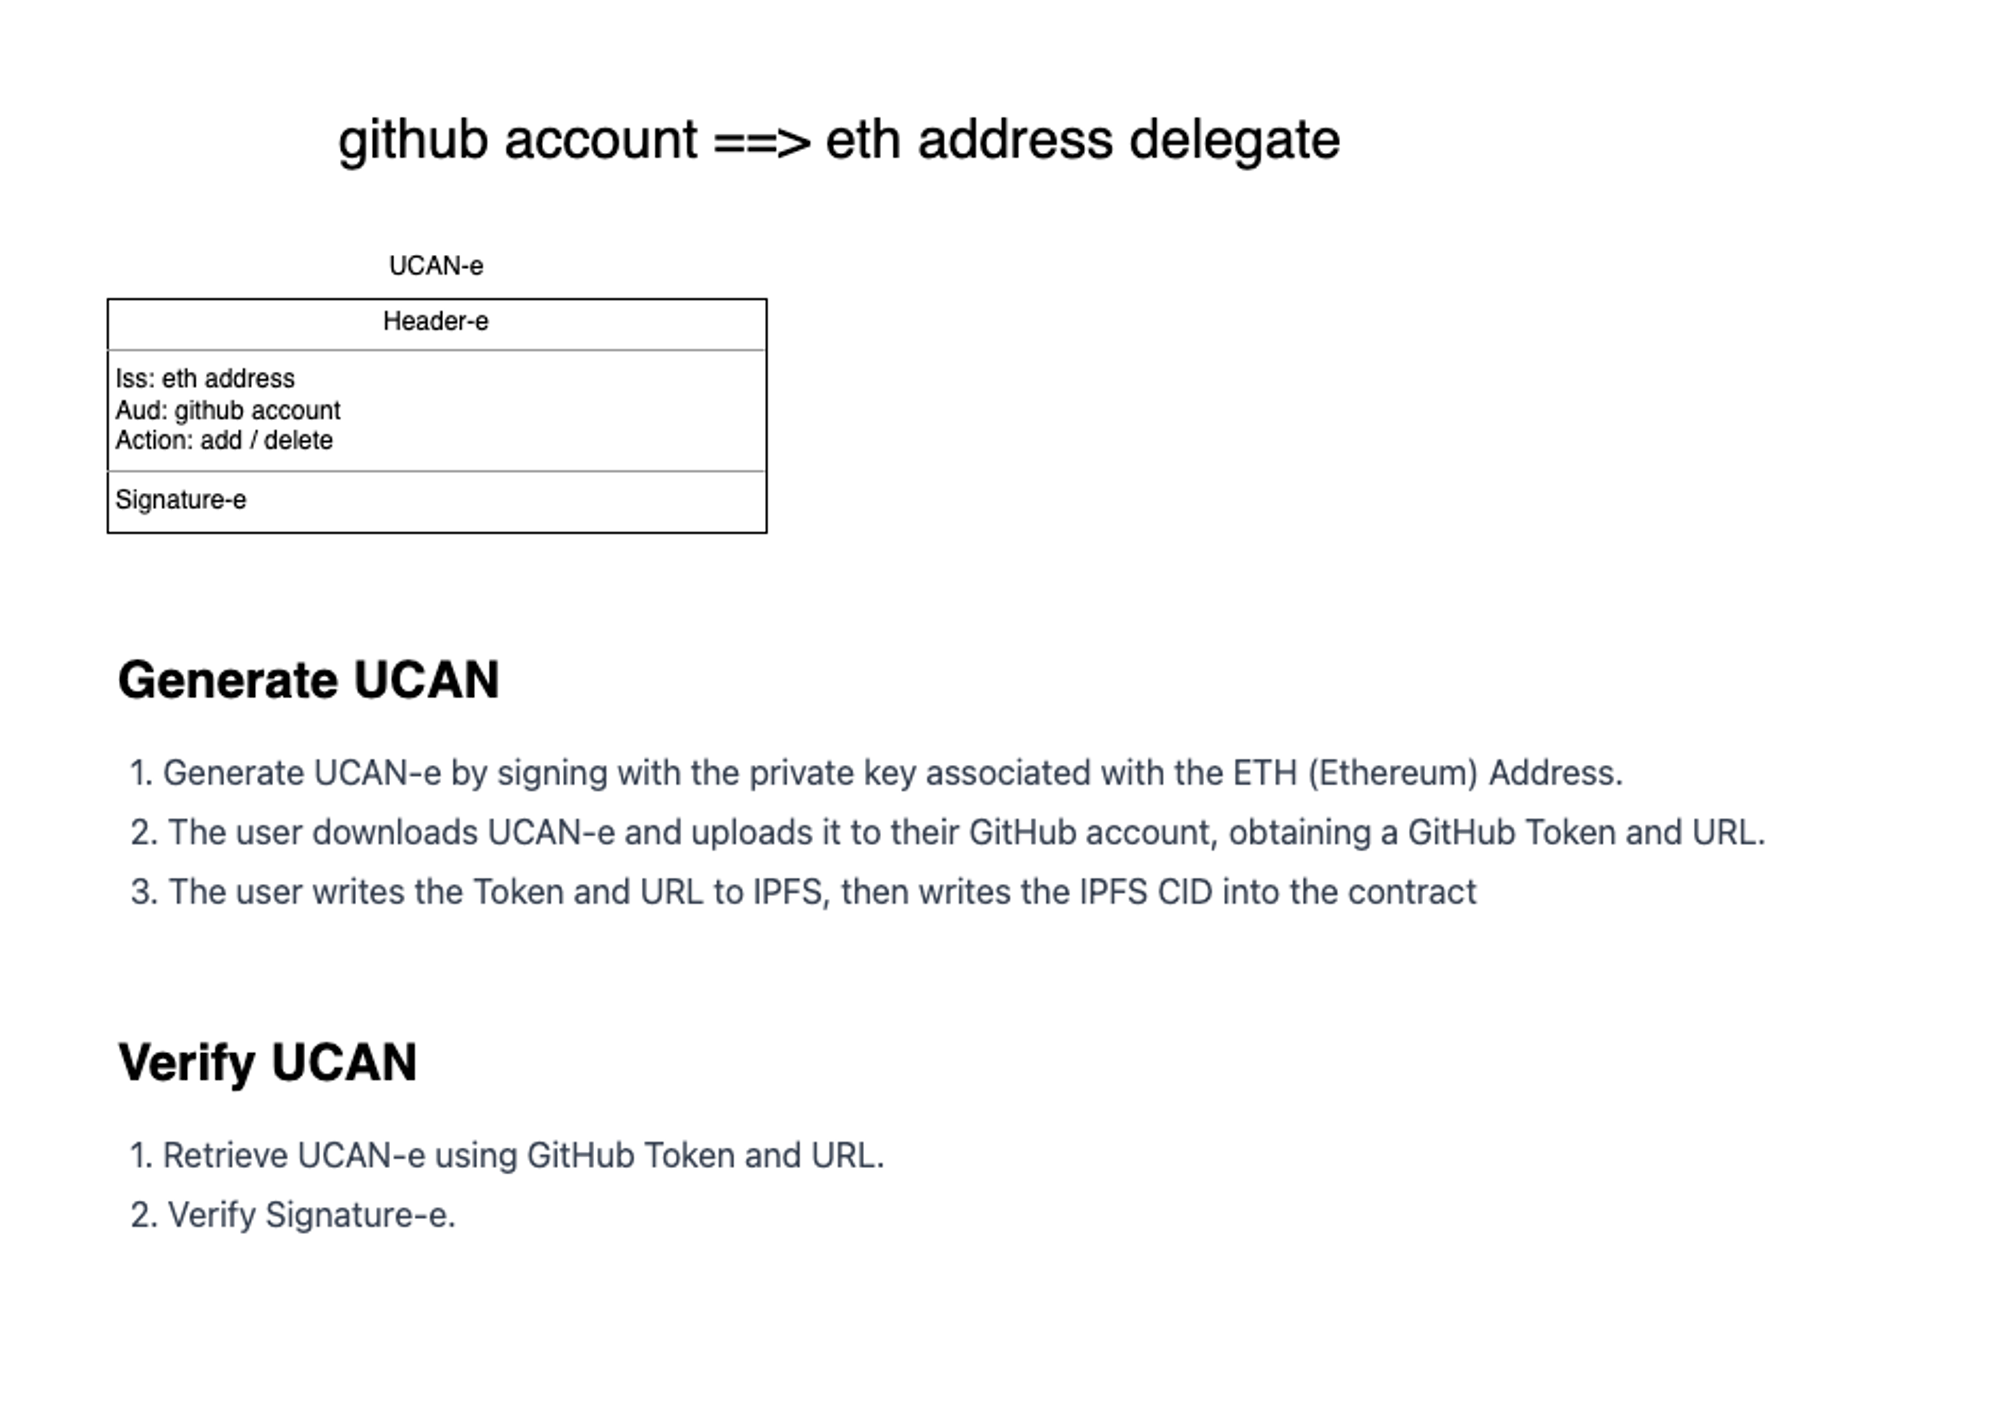 github account ==> eth address delegate
UCAN-e
Header-e
Iss: eth address
Aud: github account
Action: add / delete
Signature-e
Generate UCAN
1. Generate UCAN-e by signing with the private key associated with the ETH (Ethereum) Address.
2. The user downloads UCAN-e and uploads it to their GitHub account, obtaining a GitHub Token and URL.
3. The user writes the Token and URL to IPFS, then writes the IPFS CID into the contract
Verify UCAN
1. Retrieve UCAN-e using GitHub Token and URL.
2. Verify Signature-e.